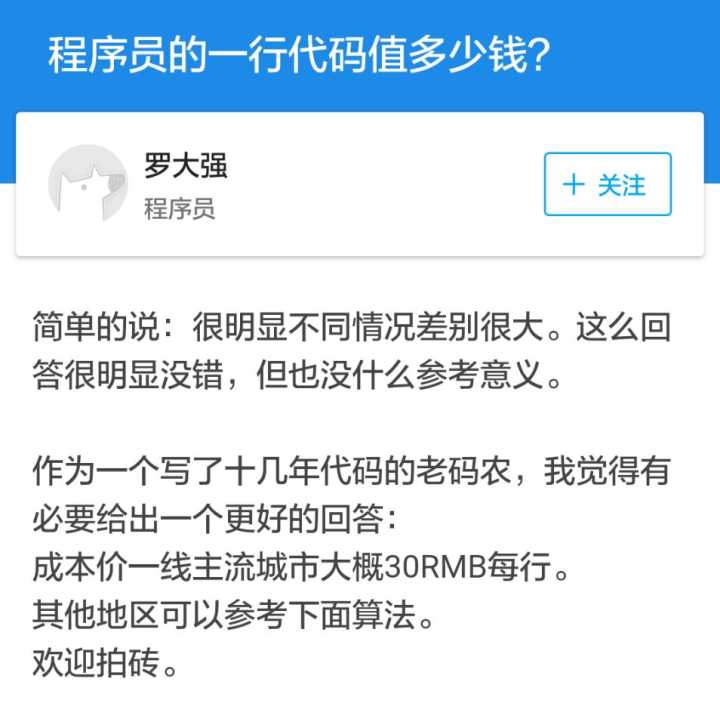 程序员的一行代码值多少钱?
罗大强
程序员
+ 关注
简单的说：很明显不同情况差别很大。这么回
答很明显没错，但也没什么参考意义。
作为一个写了十几年代码的老码农，我觉得有
必要给出一个更好的回答：
成本价一线主流城市大概30RMB每行。
其他地区可以参考下面算法。
欢迎拍砖。